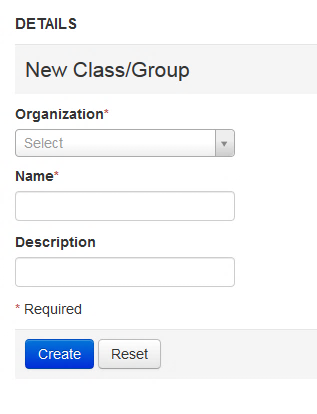 DETAILS
New Class/Group
Organization*
Select
Name*
Description
* Required
Create Reset